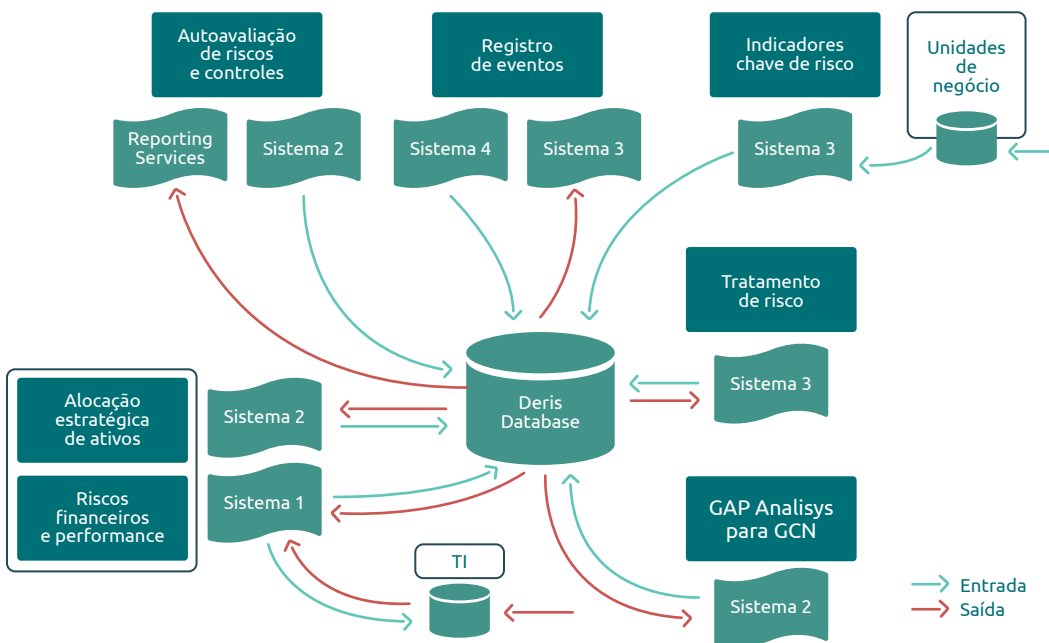 Autoavaliação
de riscos
e controles
Registro
de eventos
Indicadores
chave de risco
Unidades
de
negócio
Reporting
Services
Sistema 2
Sistema 4
Sistema 3
Sistema 3
Tratamento
de risco
Sistema 3
Deris
Database
Alocação
estratégica
de ativos
Sistema 2
Riscos
financeiros
e performance
Sistema 1
GAP Analisys
para GCN
TI
Sistema 2
Entrada
Saída